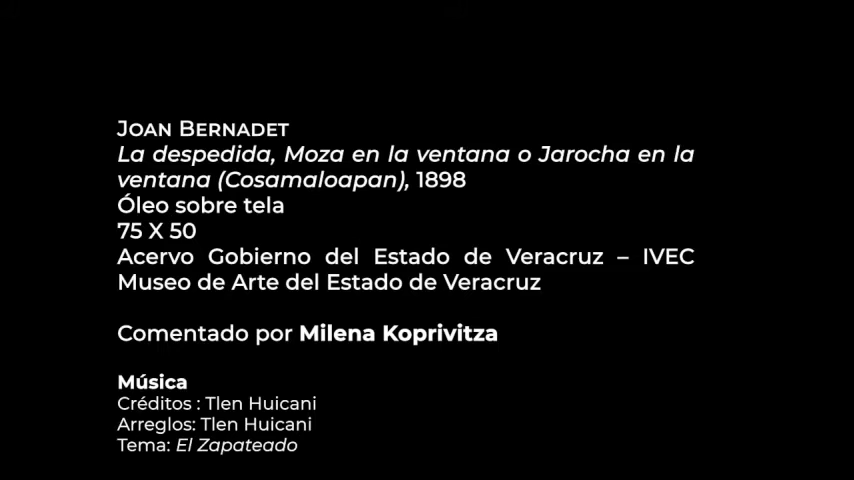 Joan Bernadet
La despedida, Moza en la ventana o Jarocha en la
ventana (Cosamaloapan), 1898
Óleo sobre tela
75 X 50
Acervo Gobierno del Estado de Veracruz – IVEC
Museo de Arte del Estado de Veracruz
Comentado por Milena Koprivitza
Música
Créditos : Tlen Huicani
Arreglos: Tlen Huicani
Tema: El Zapateado